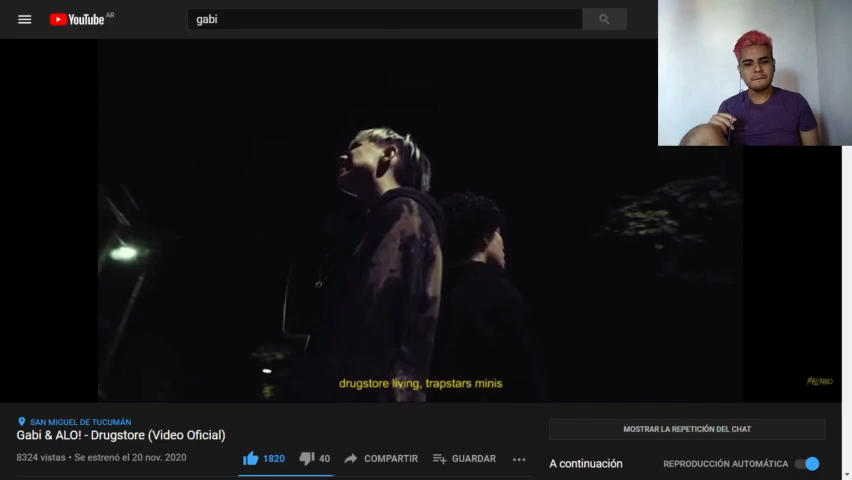 YouTube AR
gabi
drugstore living, trapstars minis
MALENHO
SAN MIGUEL DE TUCUMÁN
Gabi & ALO! - Drugstore (Video Oficial)
8324 vistas • Se estrenó el 20 nov. 2020
1820
40
COMPARTIR
GUARDAR
MOSTRAR LA REPETICIÓN DEL CHAT
A continuación
REPRODUCCIÓN AUTOMÁTICA